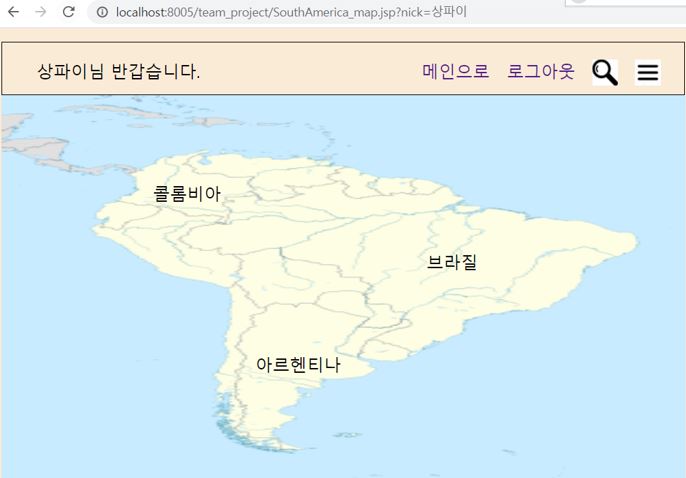 localhost:8005/team_project/SouthAmerica_map.jsp?nick=상파이
상파이님 반갑습니다. 메인으로 로그아웃
콜롬비아
브라질
아르헨티나